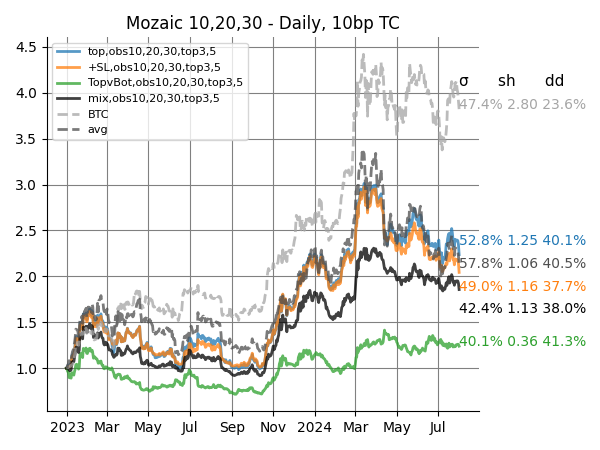 Mozaic 10,20,30 - Daily, 10bp TC
4.5
4.0
3.5
3.0
2.5
2.0
1.5
1.0
top,obs10,20,30,top3,5
+SL,obs10,20,30,top3,5
TopvBot,obs10,20,30,top3,5
mix,obs10,20,30,top3,5
BTC
avg
σ sh dd
47.4% 2.80 23.6%
52.8% 1.25 40.1%
57.8% 1.06 40.5%
49.0% 1.16 37.7%
42.4% 1.13 38.0%
40.1% 0.36 41.3%
2023 Mar May Jul Sep Nov 2024 Mar May Jul